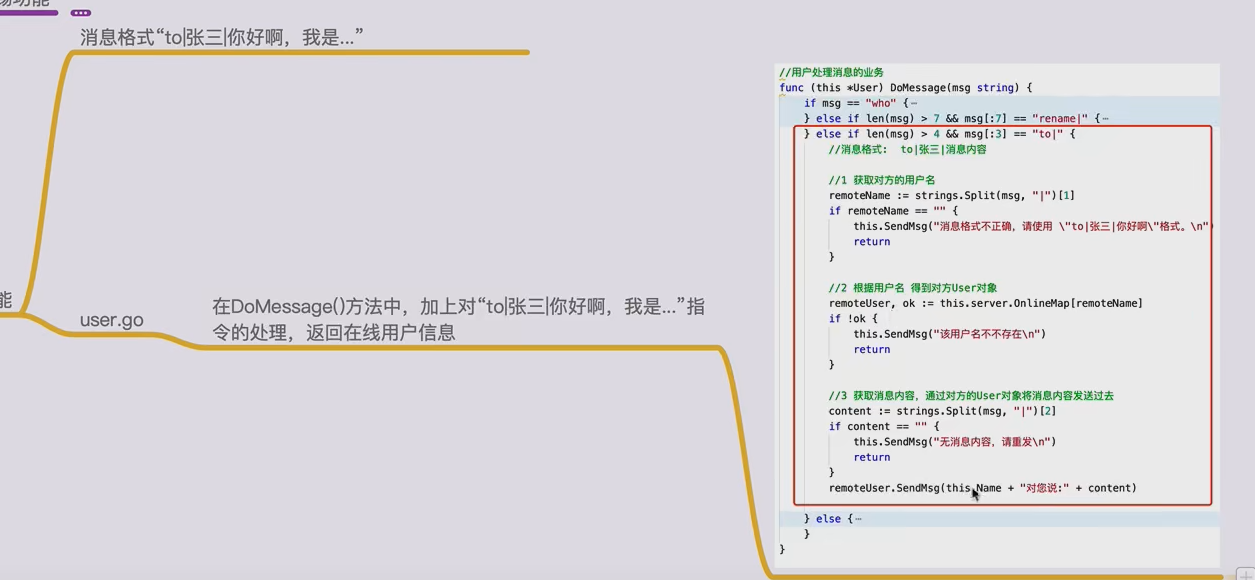 消息格式“to|张三|你好啊，我是...”
能
user.go
在DoMessage()方法中，加上对“to|张三|你好啊，我是...”指
令的处理，返回在线用户信息
//用户处理消息的业务
func (this *User) DoMessage(msg string) {
if msg == "who" {⋯
} else if len(msg) > 7 && msg[:7] == "rename|" {⋯
} else if len(msg) > 4 && msg[:3] == "to|" {
//消息格式:  to|张三|消息内容
//1 获取对方的用户名
remoteName := strings.Split(msg, "|")[1]
if remoteName == "" {
this.SendMsg("消息格式不正确，请使用 \"to|张三|你好啊\"格式。\n")
return
}
//2 根据用户名 得到对方User对象
remoteUser, ok := this.server.OnlineMap[remoteName]
if !ok {
this.SendMsg("该用户名不不存在\n")
return
}
//3 获取消息内容，通过对方的User对象将消息内容发送过去
content := strings.Split(msg, "|")[2]
if content == "" {
this.SendMsg("无消息内容，请重发\n")
return
}
remoteUser.SendMsg(this.Name + "对您说:" + content)
} else {⋯
}
}